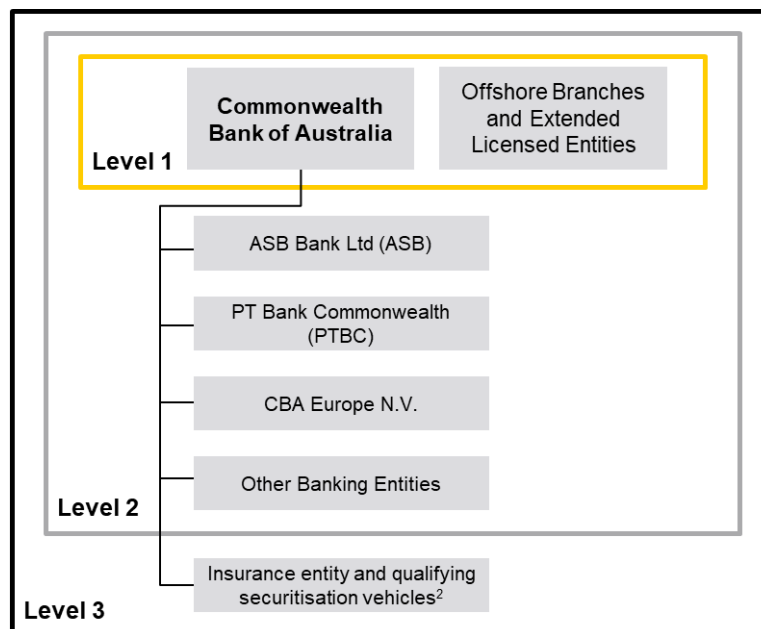 Commonwealth
Bank of Australia
Offshore Branches
and Extended
Licensed Entities
Level 1
ASB Bank Ltd (ASB)
PT Bank Commonwealth
(PTBC)
CBA Europe N.V.
Other Banking Entities
Level 2
Insurance entity and qualifying
securitisation vehicles²
Level 3